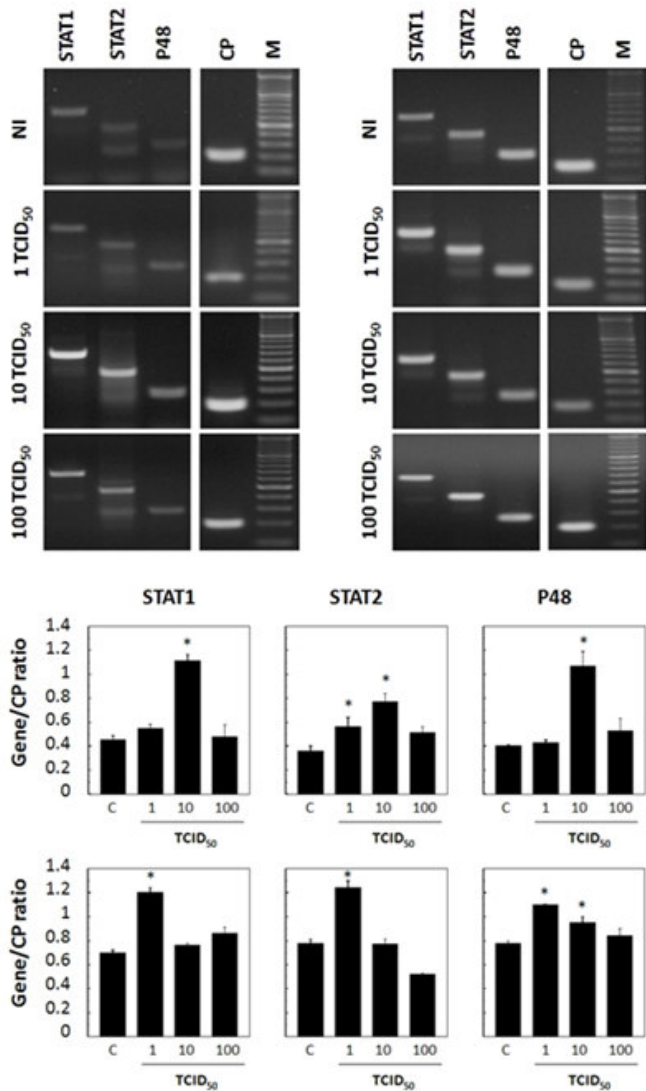 STAT1 STAT2 P48 CP M STAT1 STAT2 P48 CP M
NI NI
1 TCID₅₀ 1 TCID₅₀
10 TCID₅₀ 10 TCID₅₀
100 TCID₅₀ 100 TCID₅₀
STAT1 STAT2 P48
Gene/CP ratio
1.4
1.2
1
0.8
0.6
0.4
0.2
0
* * * *
C 1 10 100 C 1 10 100 C 1 10 100
TCID₅₀ TCID₅₀ TCID₅₀
Gene/CP ratio
1.4
1.2
1
0.8
0.6
0.4
0.2
0
* * * *
C 1 10 100 C 1 10 100 C 1 10 100
TCID₅₀ TCID₅₀ TCID₅₀